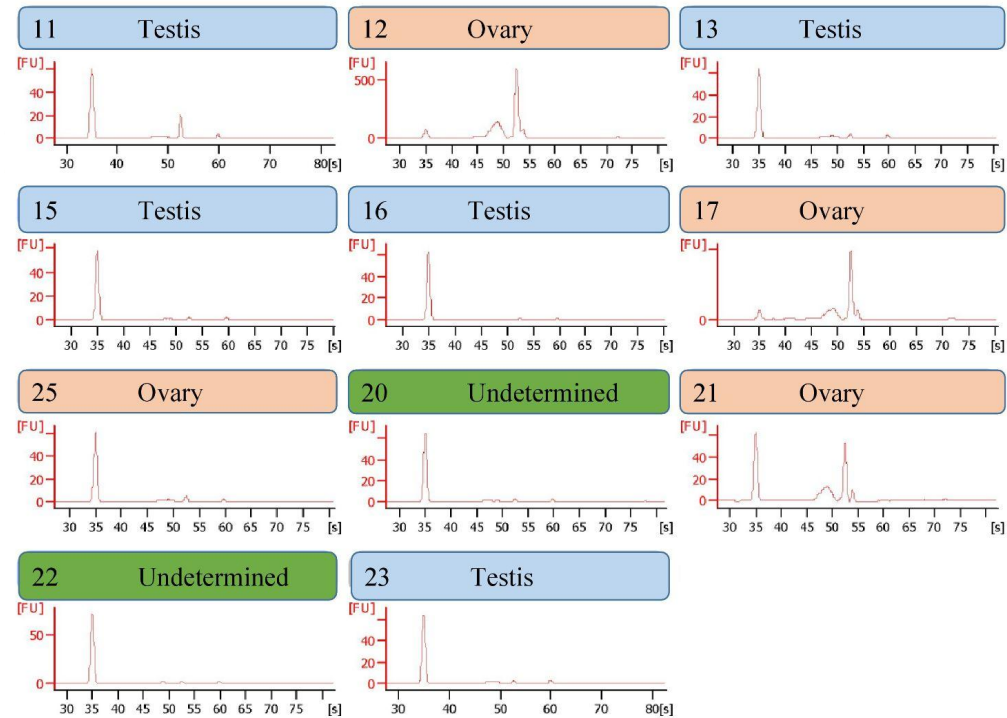 11 Testis
12 Ovary
13 Testis
[FU]
40
20
0
30 40 50 60 70 80[s]
[FU]
500
0
30 35 40 45 50 55 60 65 70 75 [s]
[FU]
40
20
0
30 35 40 45 50 55 60 65 70 75 [s]
15 Testis
16 Testis
17 Ovary
[FU]
40
20
0
30 35 40 45 50 55 60 65 70 [s]
[FU]
40
20
0
30 35 40 45 50 55 60 65 70 75 [s]
[FU]
0
30 35 40 45 50 55 60 65 70 75 [s]
25 Ovary
20 Undetermined
21 Ovary
[FU]
40
20
0
30 35 40 45 50 55 60 65 70 [s]
[FU]
40
20
0
30 35 40 45 50 55 60 65 70 75 [s]
[FU]
40
20
0
30 35 40 45 50 55 60 65 70 75 [s]
22 Undetermined
23 Testis
[FU]
50
0
30 35 40 45 50 55 60 65 70 [s]
[FU]
40
20
0
30 40 50 60 70 80[s]